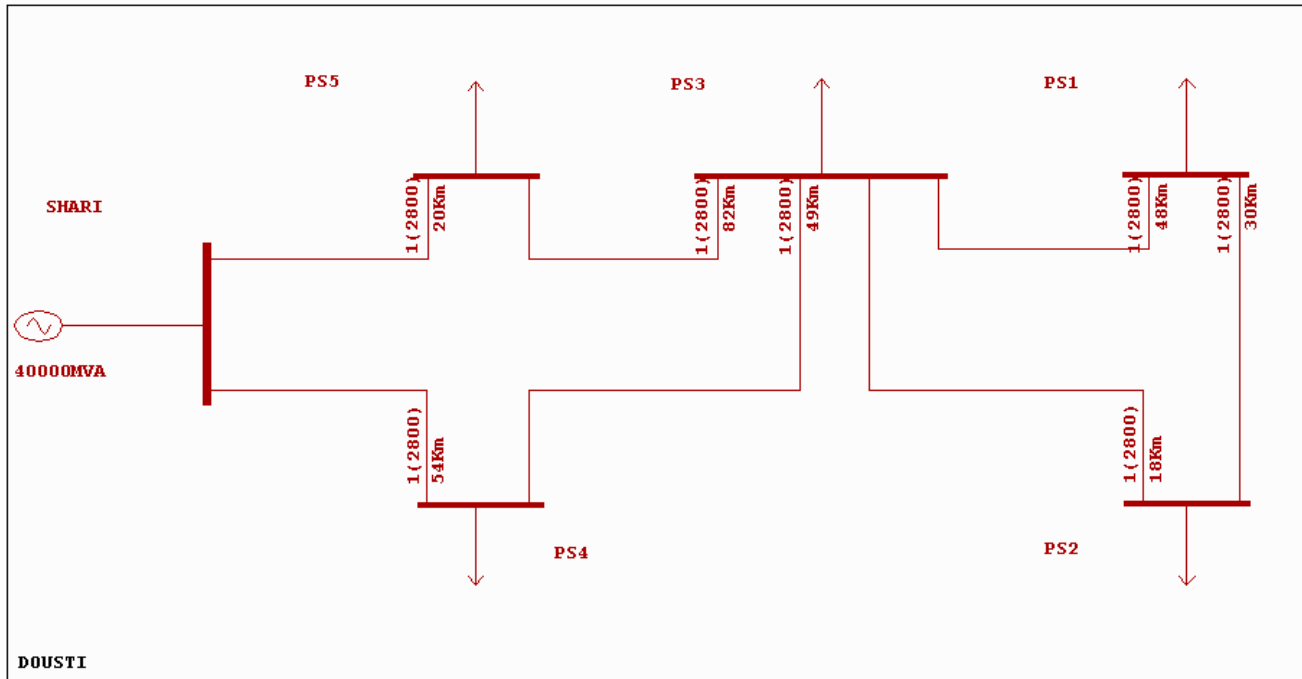 PS5
PS3
PS1
SHARI
1(2800)
20Km
1(2800)
82Km
1(2800)
49Km
1(2800)
48Km
1(2800)
30Km
40000MVA
1(2800)
54Km
1(2800)
18Km
PS4
PS2
DOUSTI